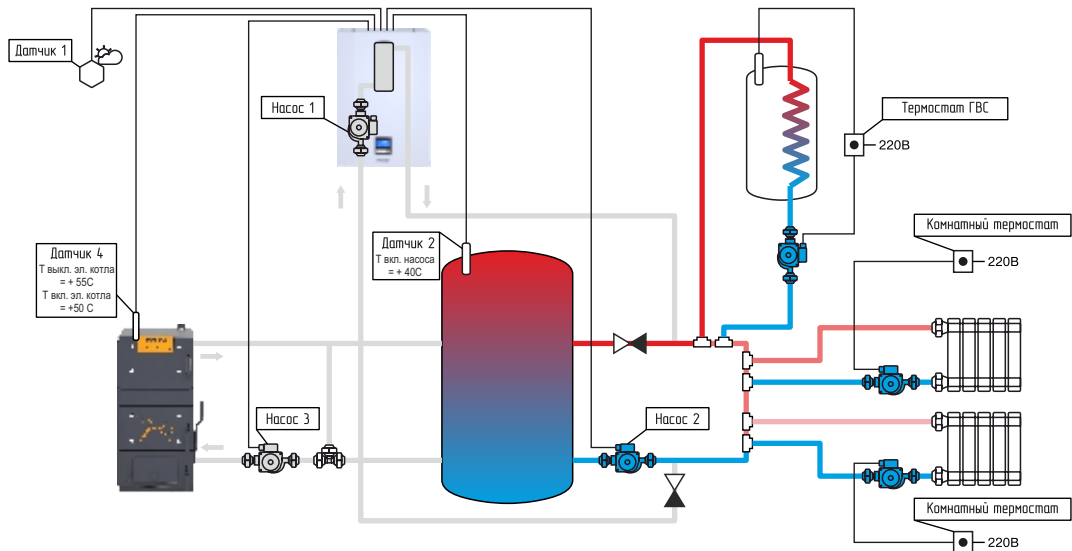 Датчик 1
Насос 1
Термостат ГВС
220В
Комнатный термостат
220В
Датчик 4
Т выкл. эл. котла
= + 55С
Т вкл. эл. котла
= +50 С
Датчик 2
Т вкл. насоса
= + 40С
Насос 3
Насос 2
Комнатный термостат
220В